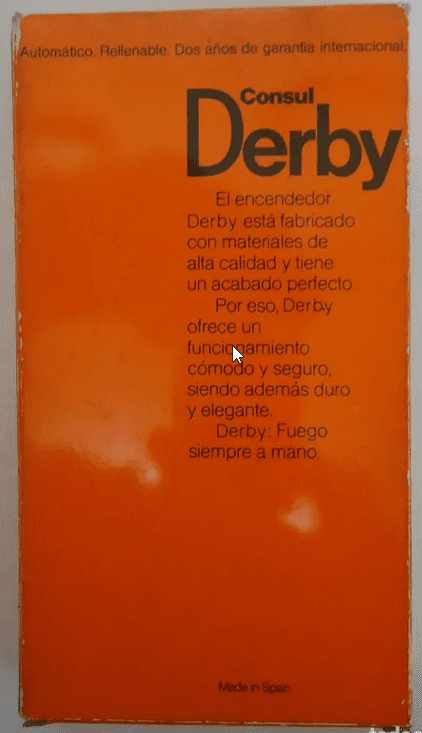 Automático. Rellenable. Dos años de garantía internacional.
Consul
Derby
El encendedor
Derby está fabricado
con materiales de
alta calidad y tiene
un acabado perfecto.
Por eso, Derby
ofrece un
funcionamiento
cómodo y seguro,
siendo además duro
y elegante.
Derby: Fuego
siempre a mano.
Made in Spain